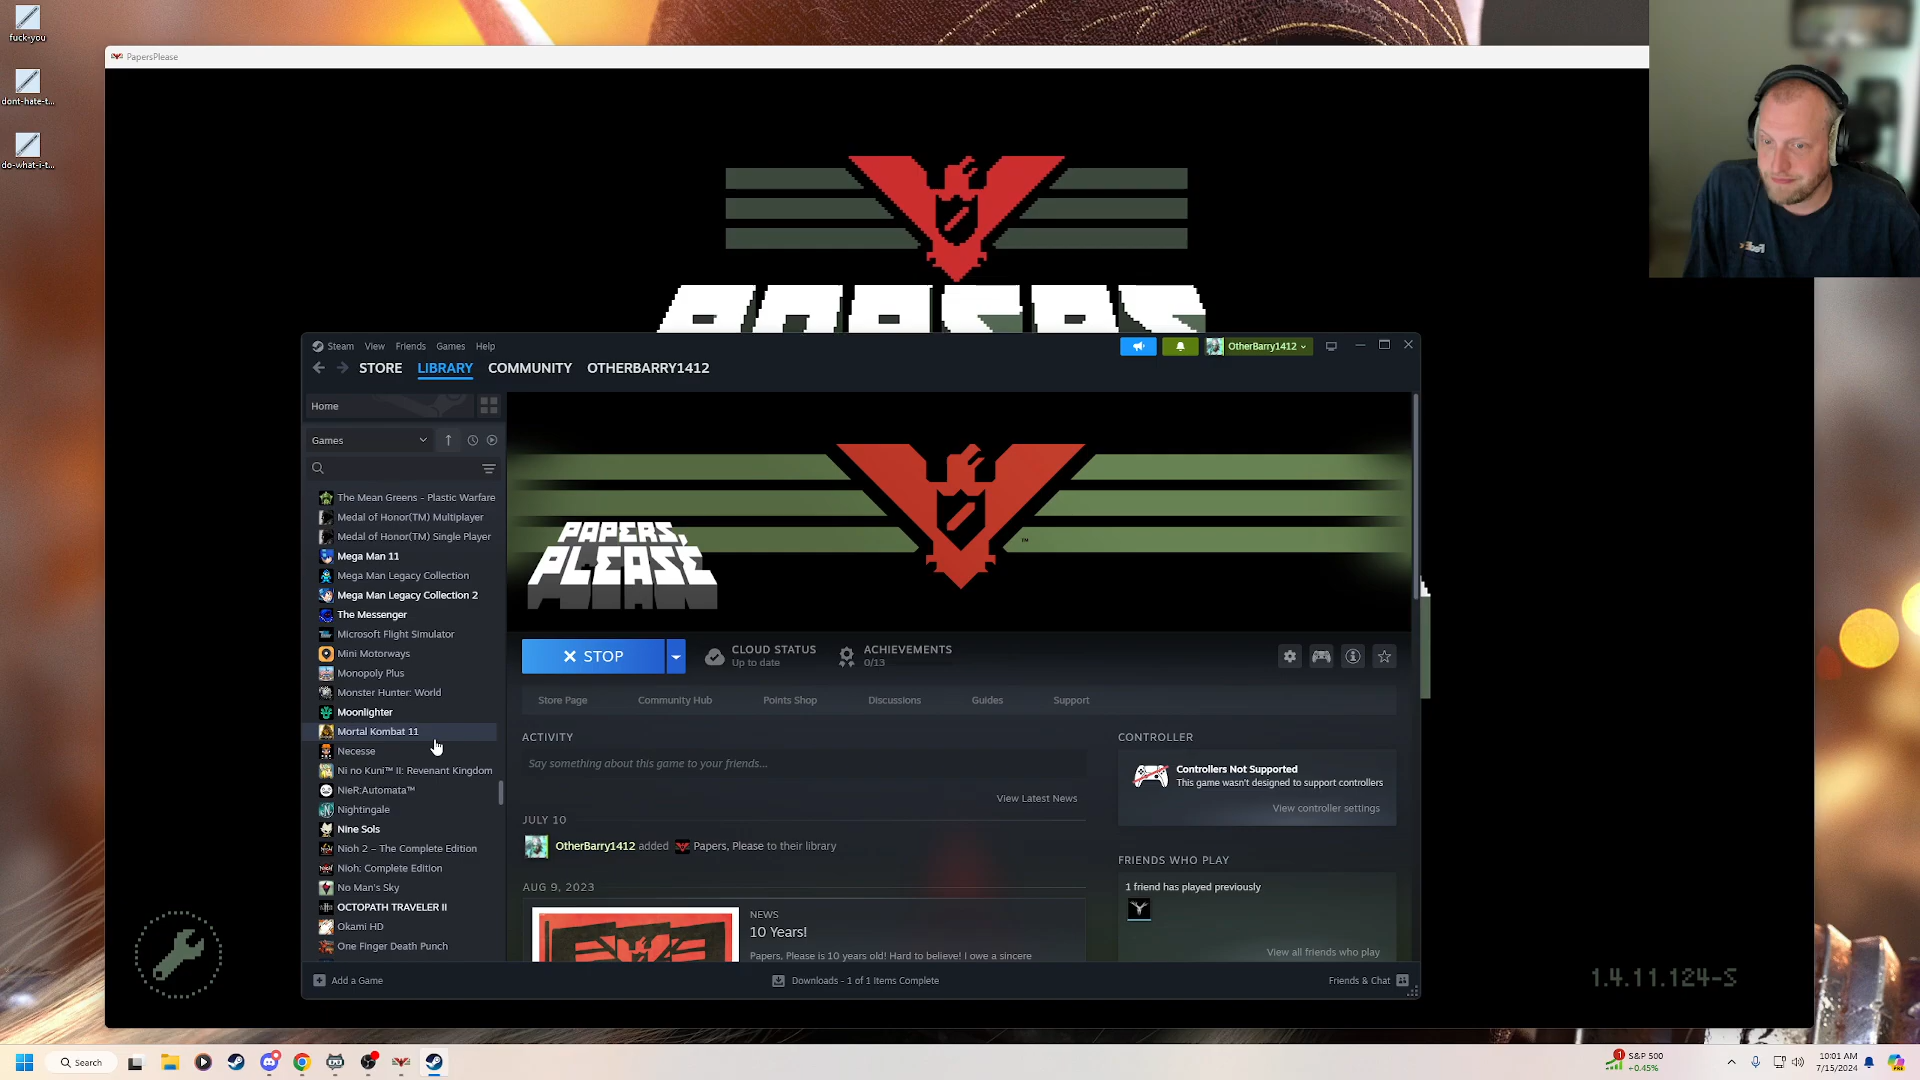 fuck-you
dont-hate-t...
do-what-i-t...
PapersPlease
Steam View Friends Games Help
OtherBarry1412
STORE LIBRARY COMMUNITY OTHERBARRY1412
Home
Games
The Mean Greens - Plastic Warfare
Medal of Honor(TM) Multiplayer
Medal of Honor(TM) Single Player
Mega Man 11
Mega Man Legacy Collection
Mega Man Legacy Collection 2
The Messenger
Microsoft Flight Simulator
Mini Motorways
Monopoly Plus
Monster Hunter: World
Moonlighter
Mortal Kombat 11
Necesse
Ni no Kuni™ II: Revenant Kingdom
NieR:Automata™
Nightingale
Nine Sols
Nioh 2 – The Complete Edition
Nioh: Complete Edition
No Man's Sky
OCTOPATH TRAVELER II
Okami HD
One Finger Death Punch
PAPERS,
PLEASE
™
STOP
CLOUD STATUS
Up to date
ACHIEVEMENTS
0/13
Store Page Community Hub Points Shop Discussions Guides Support
ACTIVITY
Say something about this game to your friends...
View Latest News
JULY 10
OtherBarry1412 added Papers, Please to their library
AUG 9, 2023
NEWS
10 Years!
Papers, Please is 10 years old! Hard to believe! I owe a sincere
CONTROLLER
Controllers Not Supported
This game wasn't designed to support controllers
View controller settings
FRIENDS WHO PLAY
1 friend has played previously
View all friends who play
Add a Game
Downloads - 1 of 1 Items Complete
Friends & Chat
1.4.11.124-S
Search
1
S&P 500
+0.45%
10:01 AM
7/15/2024